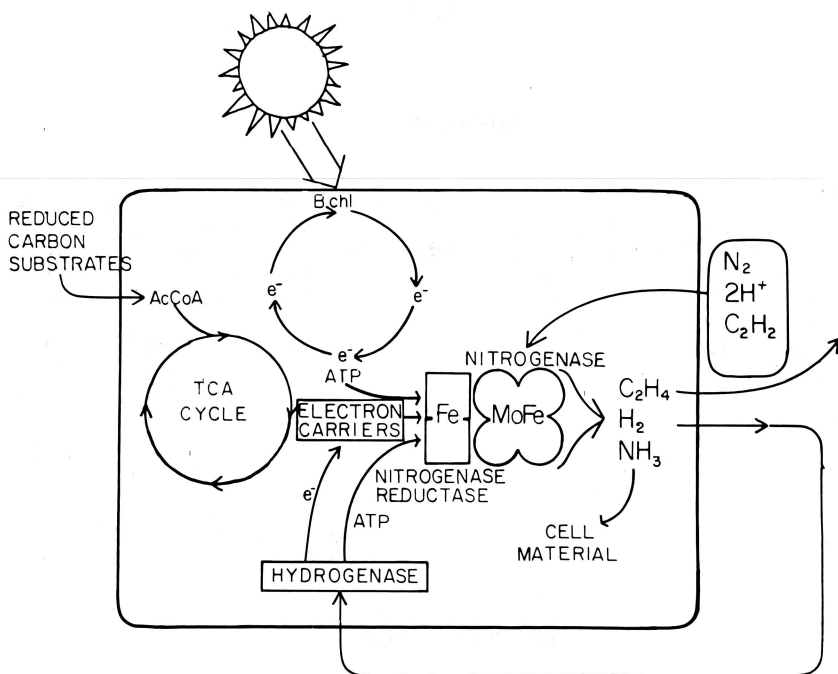 B.chl
REDUCED
CARBON
SUBSTRATES
AcCoA
e⁻
e⁻
e⁻
ATP
TCA
CYCLE
ELECTRON
CARRIERS
N₂
2H⁺
C₂H₂
NITROGENASE
Fe
MoFe
NITROGENASE
REDUCTASE
C₂H₄
H₂
NH₃
e⁻
ATP
CELL
MATERIAL
HYDROGENASE